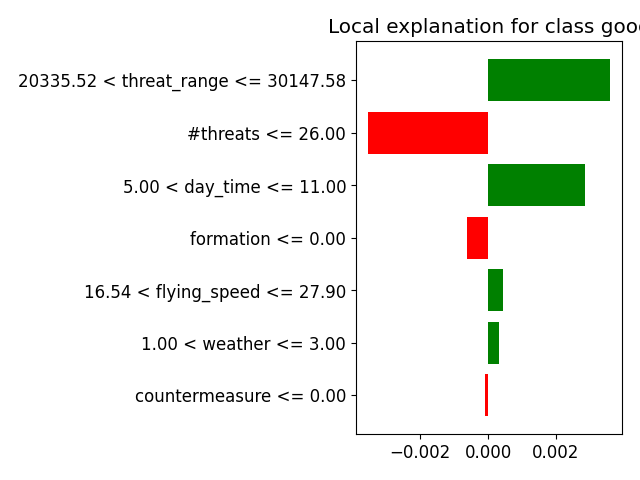 Local explanation for class good
20335.52 < threat_range <= 30147.58
#threats <= 26.00
5.00 < day_time <= 11.00
formation <= 0.00
16.54 < flying_speed <= 27.90
1.00 < weather <= 3.00
countermeasure <= 0.00
−0.002 0.000 0.002